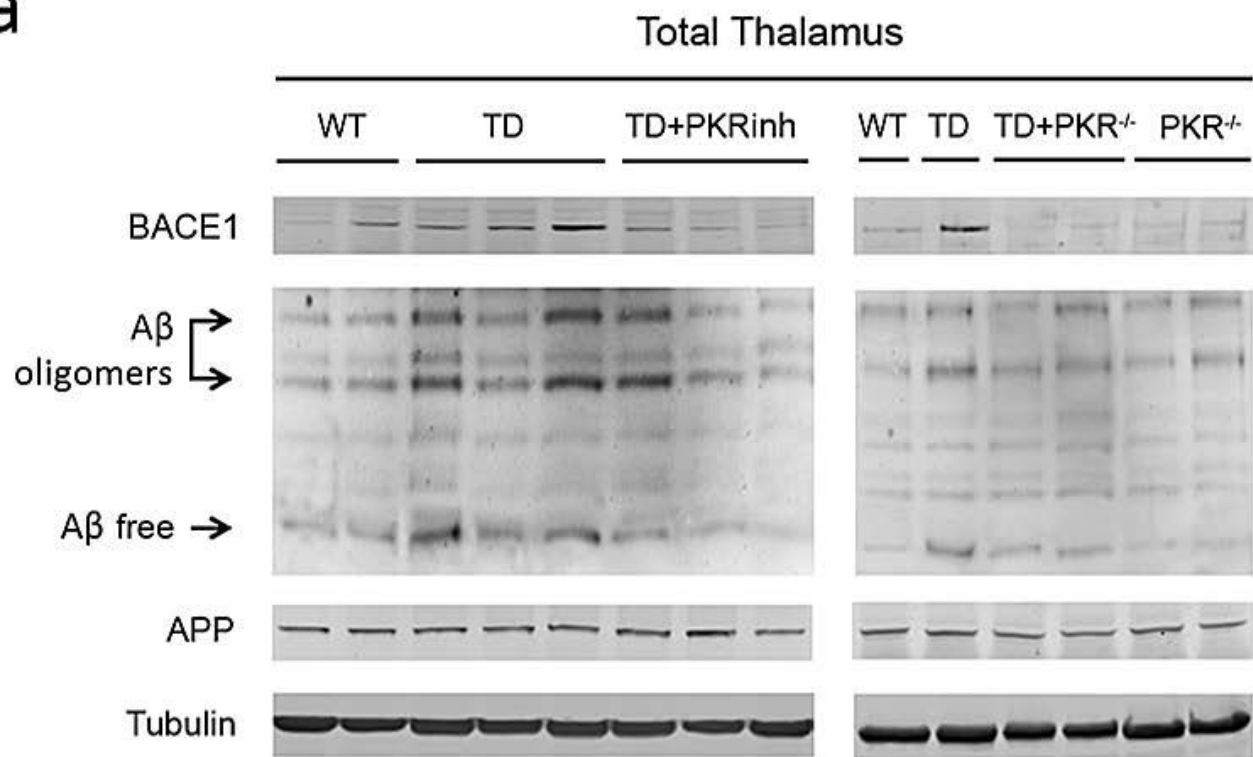 a
Total Thalamus
WT TD TD+PKRinh WT TD TD+PKR-/- PKR-/-
BACE1
Aβ
oligomers
Aβ free
APP
Tubulin